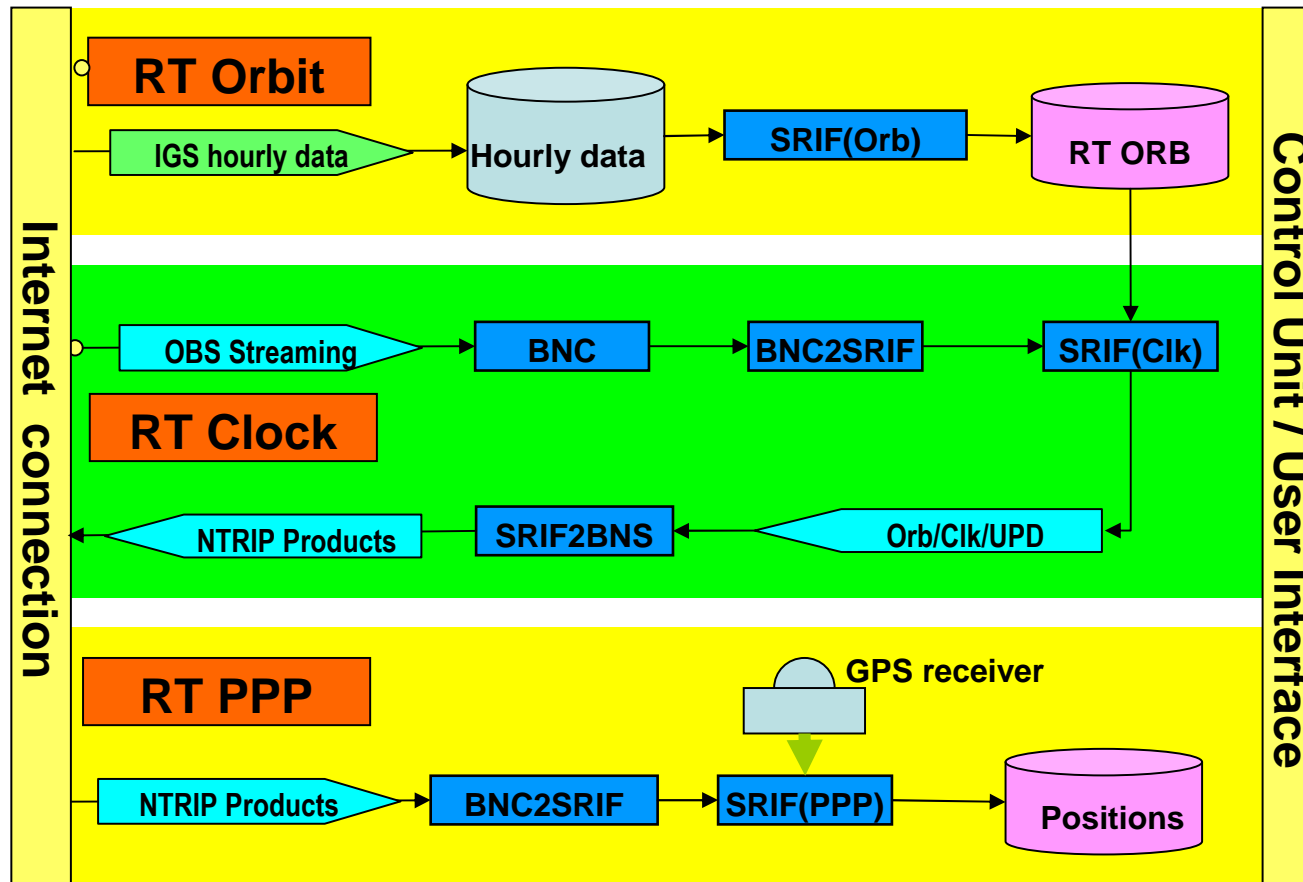 Internet connection
RT Orbit
IGS hourly data
Hourly data
SRIF(Orb)
RT ORB
OBS Streaming
BNC
BNC2SRIF
SRIF(Clk)
RT Clock
NTRIP Products
SRIF2BNS
Orb/Clk/UPD
RT PPP
GPS receiver
NTRIP Products
BNC2SRIF
SRIF(PPP)
Positions
Control Unit / User Interface